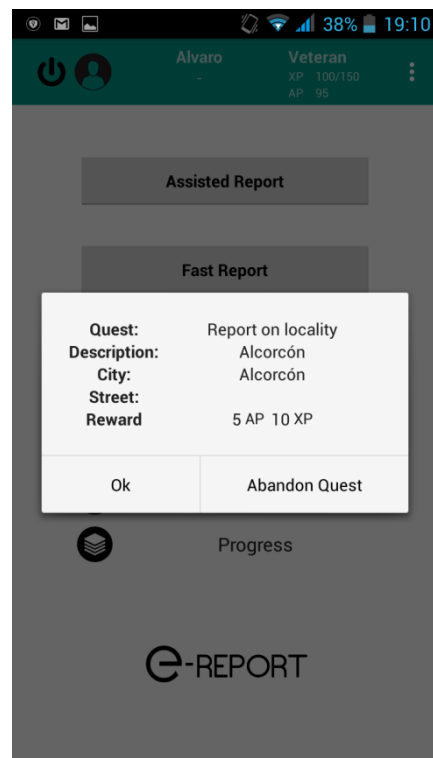 38% 19:10
Alvaro Veteran
- XP 100/150
AP 95
Assisted Report
Fast Report
Quest: Report on locality
Description: Alcorcón
City: Alcorcón
Street:
Reward 5 AP 10 XP
Ok Abandon Quest
Progress
e-REPORT